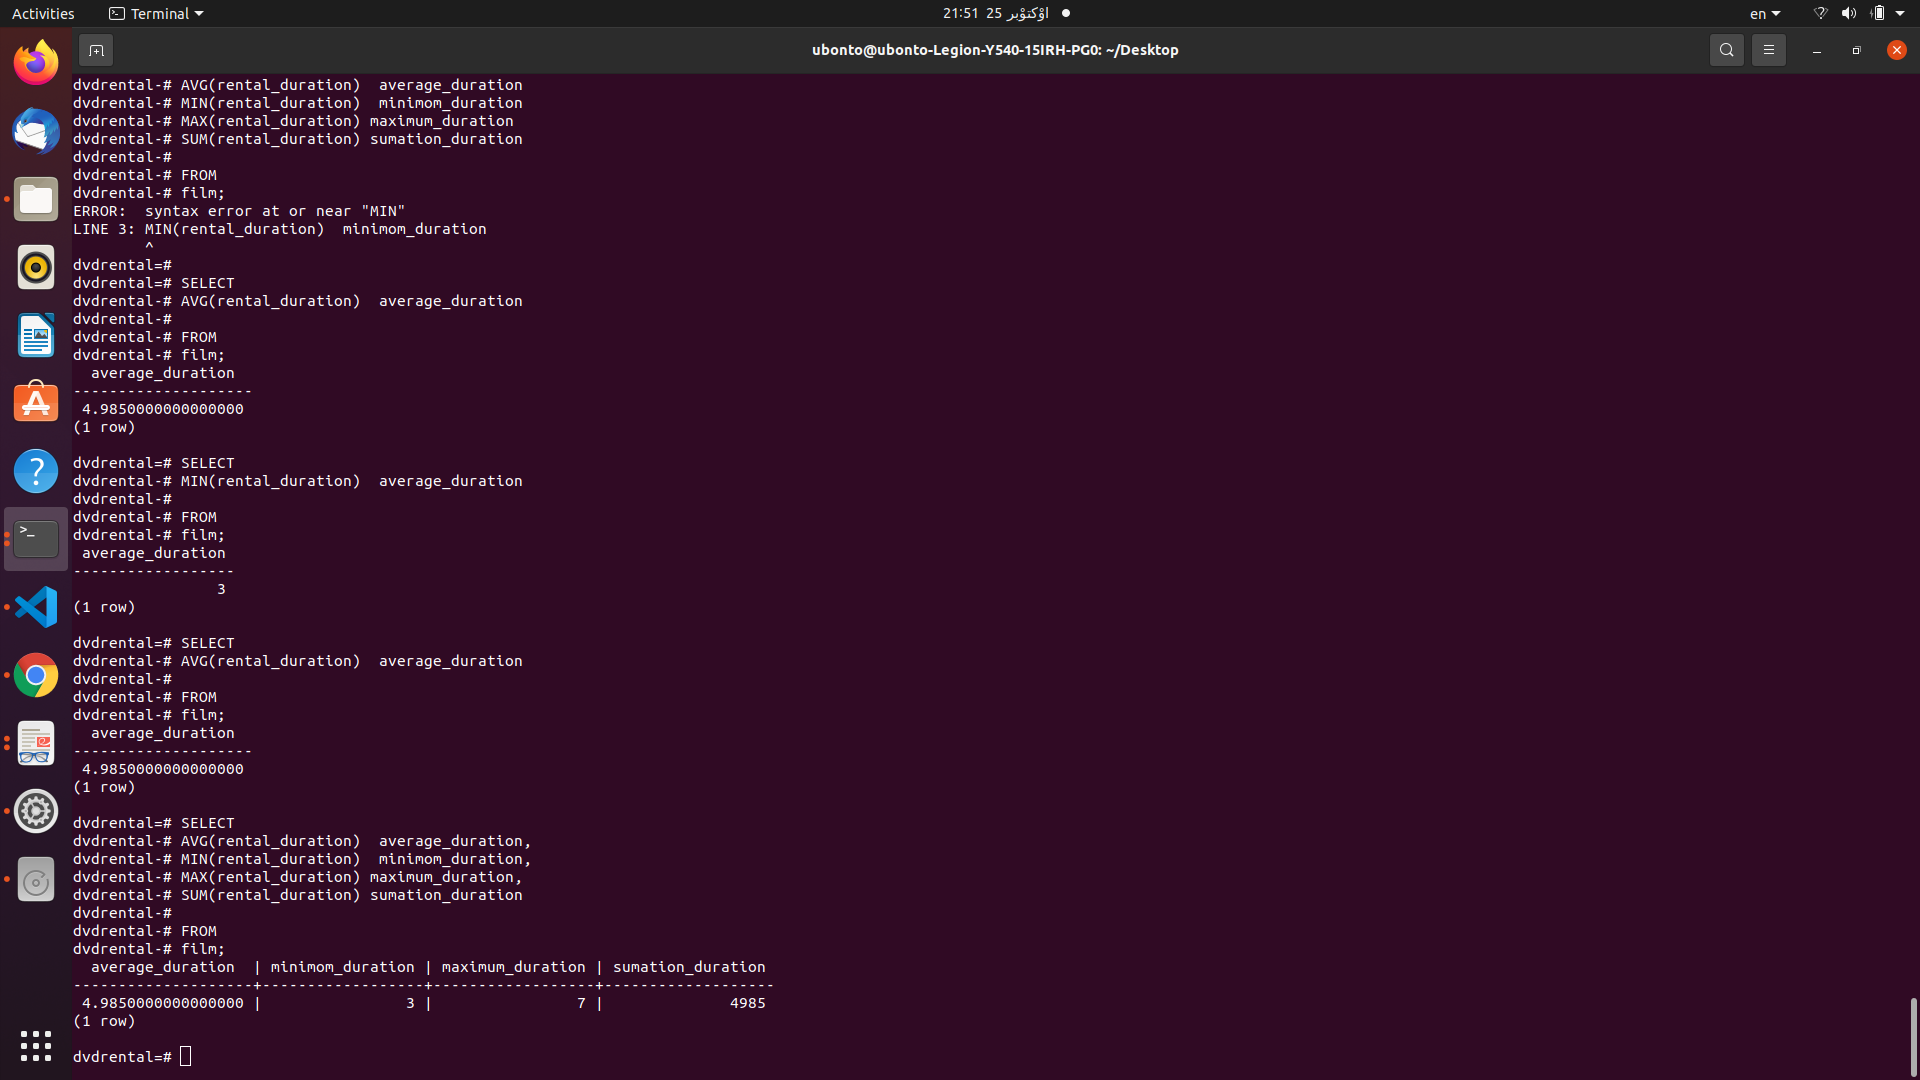 Activities
Terminal
21:51 25 اۆکتۆبر
en
ubonto@ubonto-Legion-Y540-15IRH-PG0: ~/Desktop
dvdrental-# AVG(rental_duration)  average_duration
dvdrental-# MIN(rental_duration)  minimom_duration
dvdrental-# MAX(rental_duration) maximum_duration
dvdrental-# SUM(rental_duration) sumation_duration
dvdrental-#
dvdrental-# FROM
dvdrental-# film;
ERROR:  syntax error at or near "MIN"
LINE 3: MIN(rental_duration)  minimom_duration
        ^
dvdrental=#
dvdrental=# SELECT
dvdrental-# AVG(rental_duration)  average_duration
dvdrental-#
dvdrental-# FROM
dvdrental-# film;
  average_duration
--------------------
 4.9850000000000000
(1 row)
dvdrental=# SELECT
dvdrental-# MIN(rental_duration)  average_duration
dvdrental-#
dvdrental-# FROM
dvdrental-# film;
 average_duration
------------------
                3
(1 row)
dvdrental=# SELECT
dvdrental-# AVG(rental_duration)  average_duration
dvdrental-#
dvdrental-# FROM
dvdrental-# film;
  average_duration
--------------------
 4.9850000000000000
(1 row)
dvdrental=# SELECT
dvdrental-# AVG(rental_duration)  average_duration,
dvdrental-# MIN(rental_duration)  minimom_duration,
dvdrental-# MAX(rental_duration) maximum_duration,
dvdrental-# SUM(rental_duration) sumation_duration
dvdrental-#
dvdrental-# FROM
dvdrental-# film;
  average_duration  | minimom_duration | maximum_duration | sumation_duration
--------------------+------------------+------------------+-------------------
 4.9850000000000000 |                3 |                7 |              4985
(1 row)
dvdrental=#